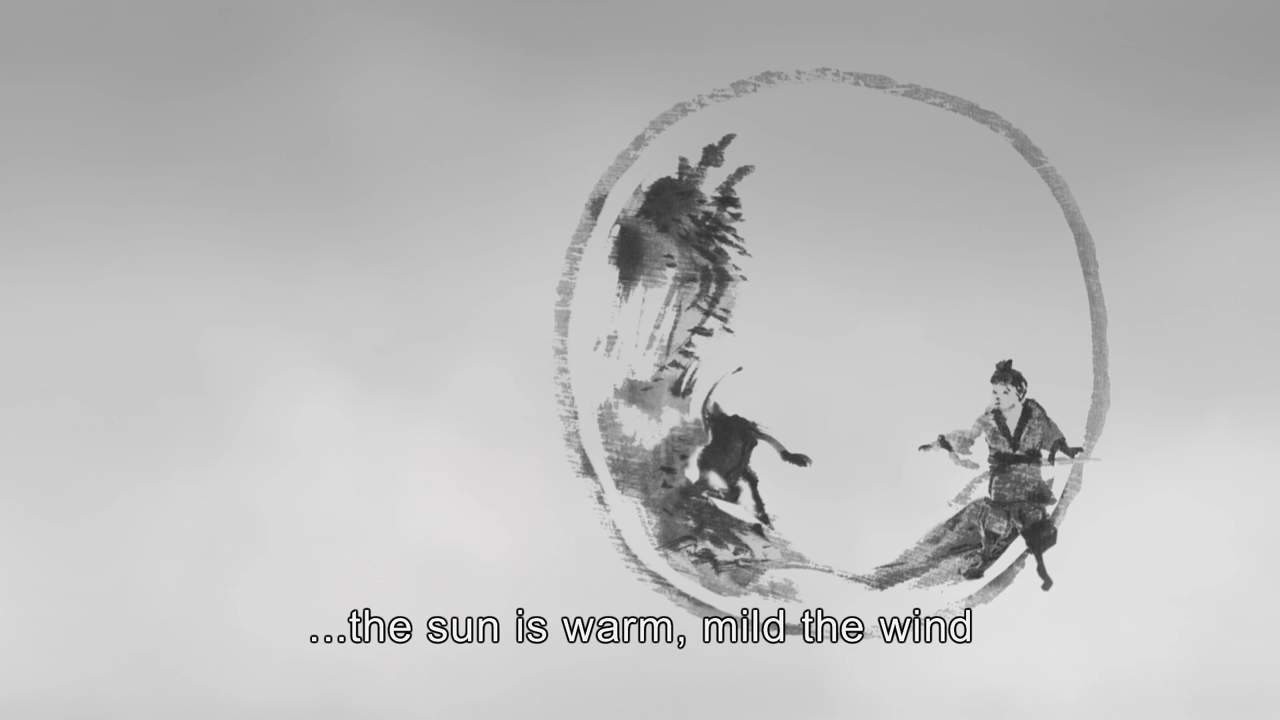 ...the sun is warm, mild the wind